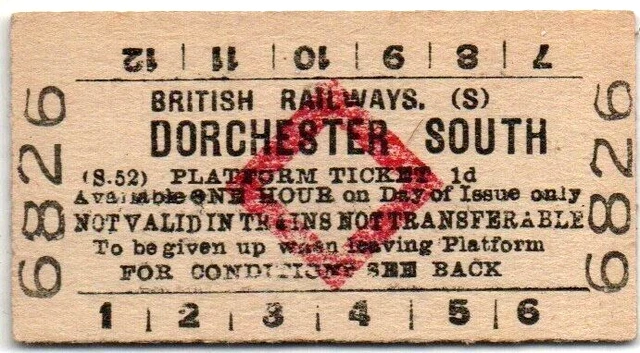 12 | 11 | 10 | 9 | 8 | 7
BRITISH RAILWAYS. (S)
DORCHESTER SOUTH
(S.52) PLATFORM TICKET 1d
Available ONE HOUR on Day of Issue only
NOT VALID IN TRAINS NOT TRANSFERABLE
To be given up when leaving Platform
FOR CONDITIONS SEE BACK
1 | 2 | 3 | 4 | 5 | 6
6826
6826